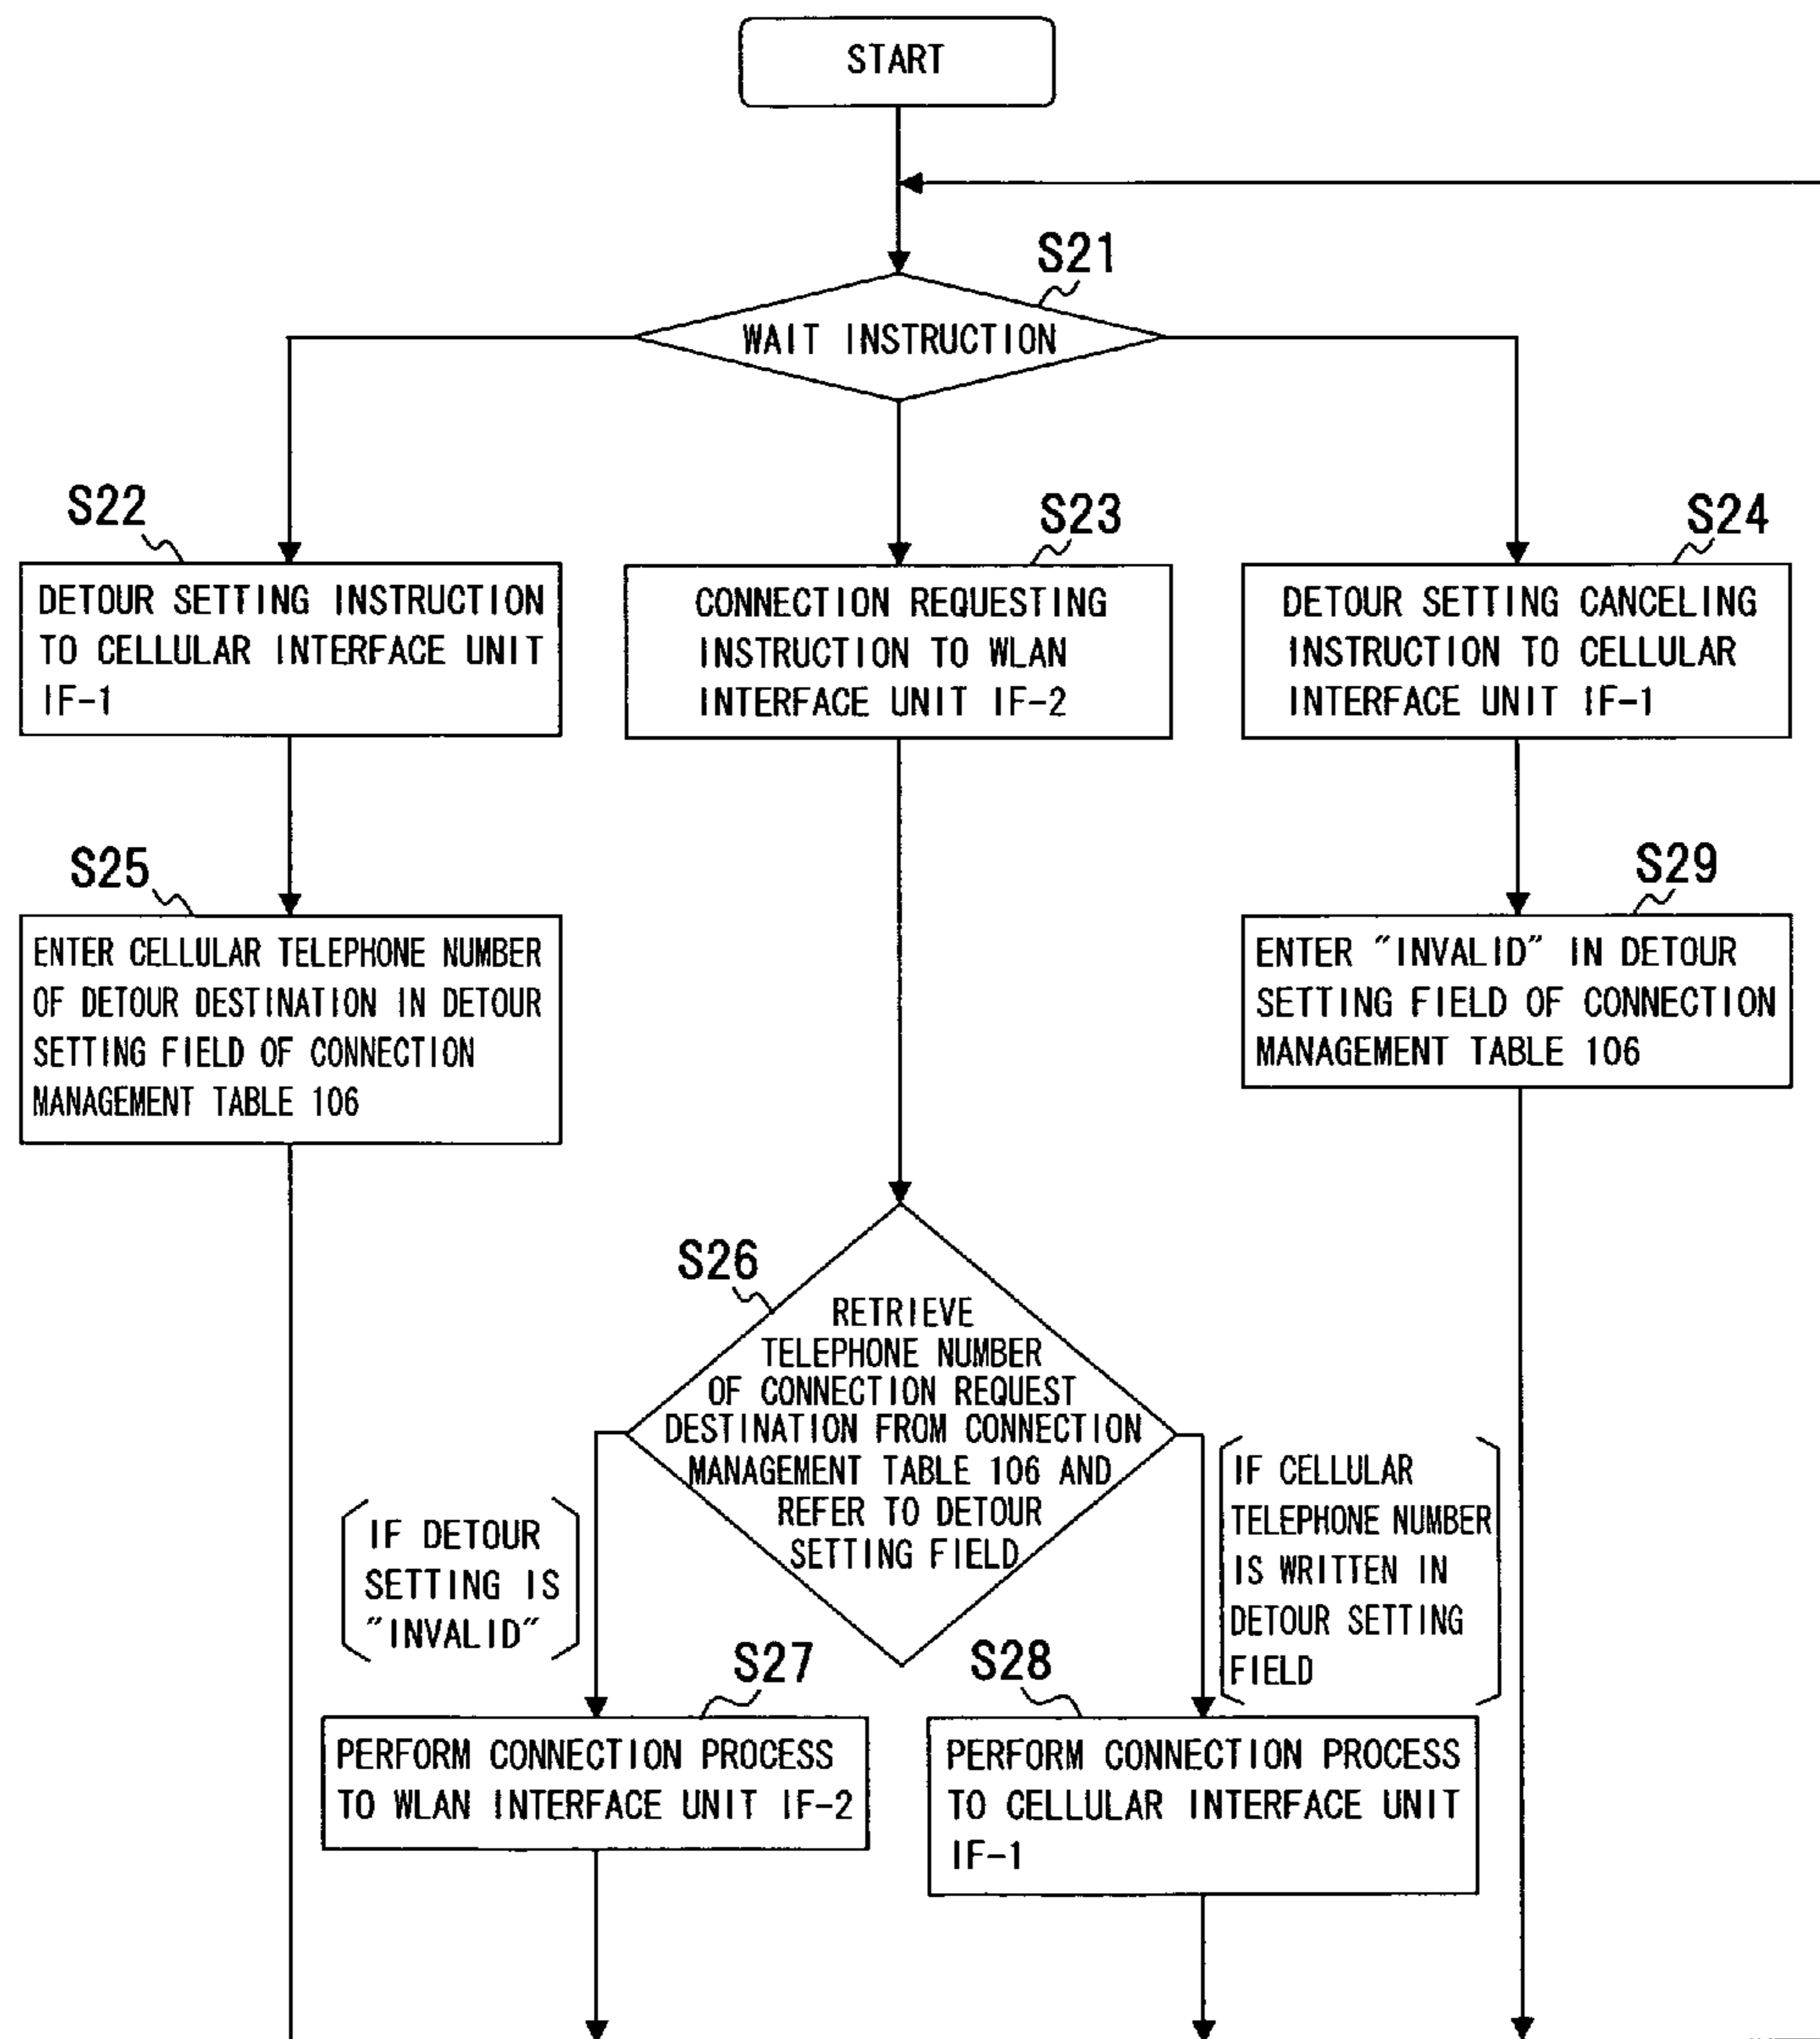 START
S21
WAIT INSTRUCTION
S22
DETOUR SETTING INSTRUCTION
TO CELLULAR INTERFACE UNIT
IF-1
S23
CONNECTION REQUESTING
INSTRUCTION TO WLAN
INTERFACE UNIT IF-2
S24
DETOUR SETTING CANCELING
INSTRUCTION TO CELLULAR
INTERFACE UNIT IF-1
S25
ENTER CELLULAR TELEPHONE NUMBER
OF DETOUR DESTINATION IN DETOUR
SETTING FIELD OF CONNECTION
MANAGEMENT TABLE 106
S29
ENTER "INVALID" IN DETOUR
SETTING FIELD OF CONNECTION
MANAGEMENT TABLE 106
S26
RETRIEVE
TELEPHONE NUMBER
OF CONNECTION REQUEST
DESTINATION FROM CONNECTION
MANAGEMENT TABLE 106 AND
REFER TO DETOUR
SETTING FIELD
IF DETOUR
SETTING IS
"INVALID"
IF CELLULAR
TELEPHONE NUMBER
IS WRITTEN IN
DETOUR SETTING
FIELD
S27
PERFORM CONNECTION PROCESS
TO WLAN INTERFACE UNIT IF-2
S28
PERFORM CONNECTION PROCESS
TO CELLULAR INTERFACE UNIT
IF-1